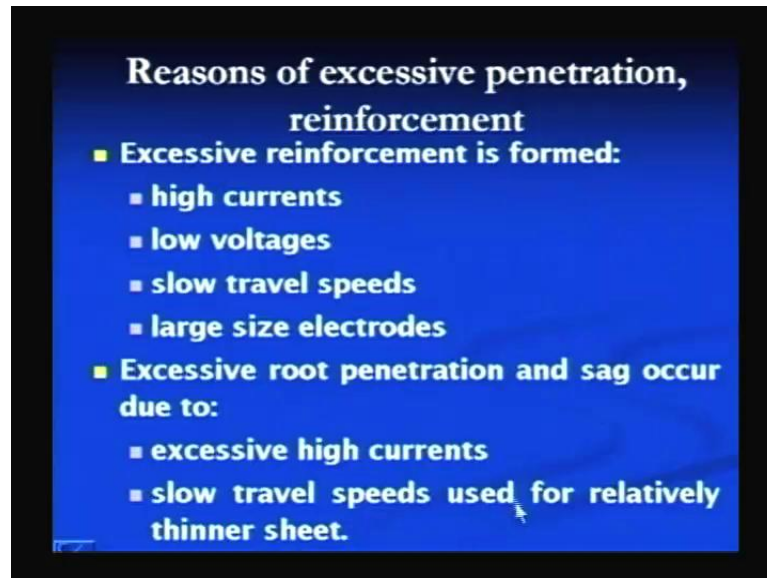 Reasons of excessive penetration,
reinforcement
Excessive reinforcement is formed:
high currents
low voltages
slow travel speeds
large size electrodes
Excessive root penetration and sag occur
due to:
excessive high currents
slow travel speeds used for relatively
thinner sheet.